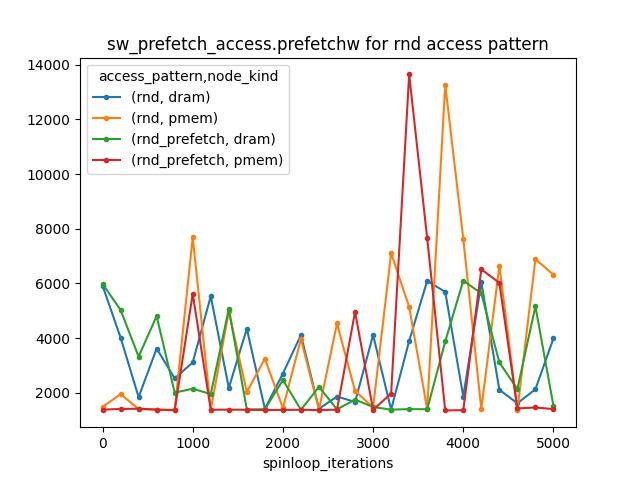 sw_prefetch_access.prefetchw for rnd access pattern
14000
12000
10000
8000
6000
4000
2000
access_pattern,node_kind
(rnd, dram)
(rnd, pmem)
(rnd_prefetch, dram)
(rnd_prefetch, pmem)
0 1000 2000 3000 4000 5000
spinloop_iterations